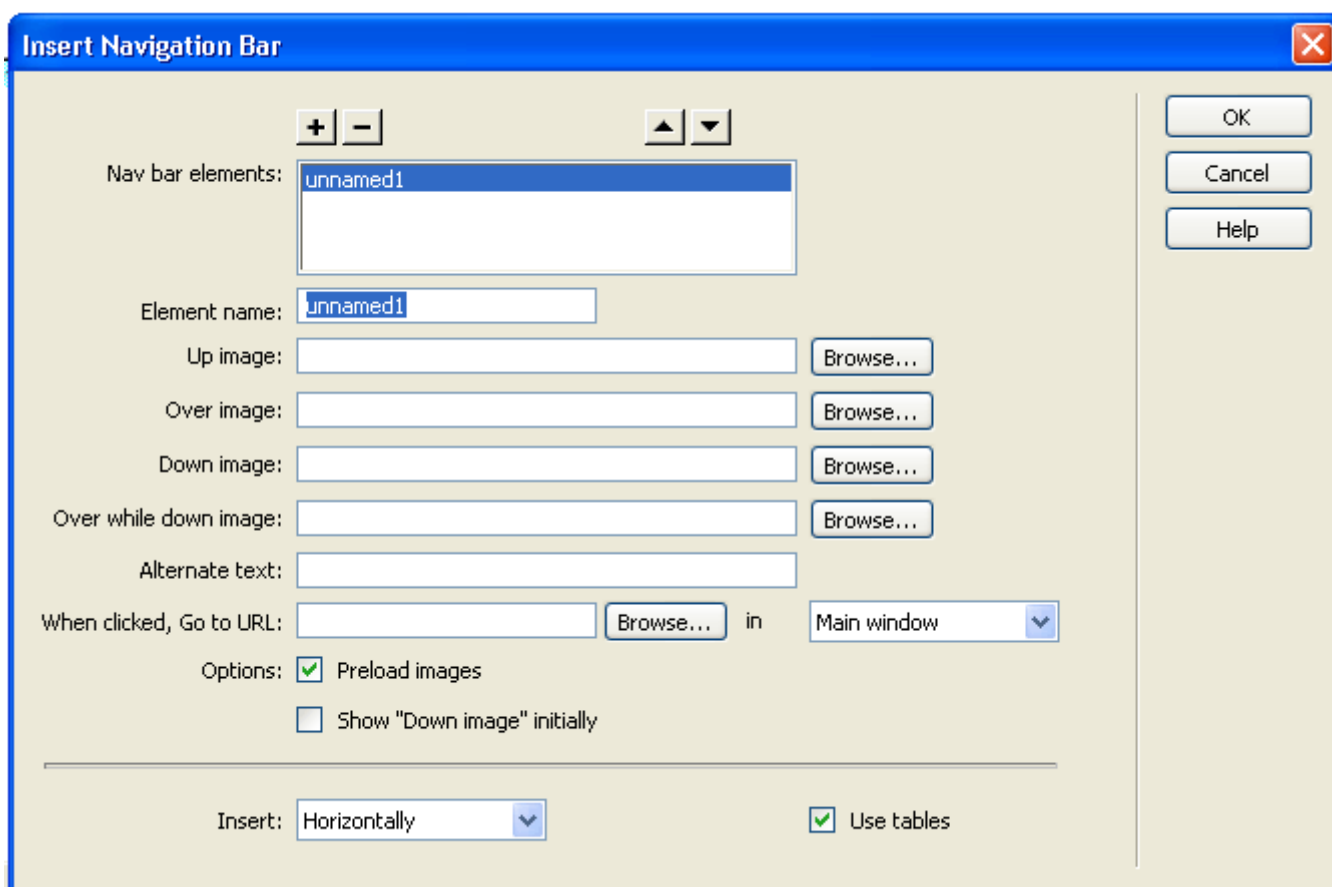 Insert Navigation Bar
OK
Nav bar elements: unnamed1
Cancel
Help
Element name: unnamed1
Up image: Browse...
Over image: Browse...
Down image: Browse...
Over while down image: Browse...
Alternate text:
When clicked, Go to URL: Browse... in Main window
Options: Preload images
Show "Down image" initially
Insert: Horizontally Use tables